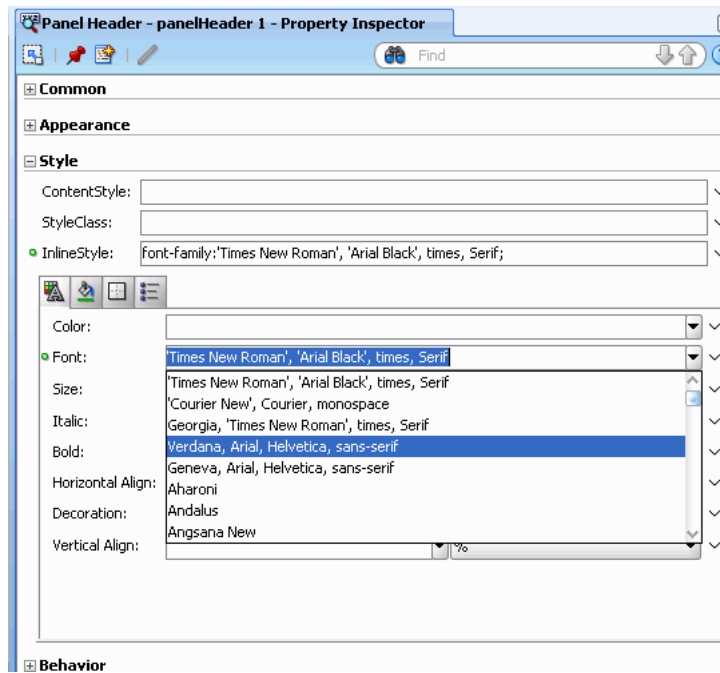 Panel Header - panelHeader 1 - Property Inspector
Find
Common
Appearance
Style
ContentStyle:
StyleClass:
InlineStyle: font-family:'Times New Roman', 'Arial Black', times, Serif;
Color:
Font: 'Times New Roman', 'Arial Black', times, Serif
Size: 'Times New Roman', 'Arial Black', times, Serif
'Courier New', Courier, monospace
Italic: Georgia, 'Times New Roman', times, Serif
Bold: Verdana, Arial, Helvetica, sans-serif
Geneva, Arial, Helvetica, sans-serif
Horizontal Align: Aharoni
Decoration: Andalus
Angsana New
Vertical Align: %
Behavior